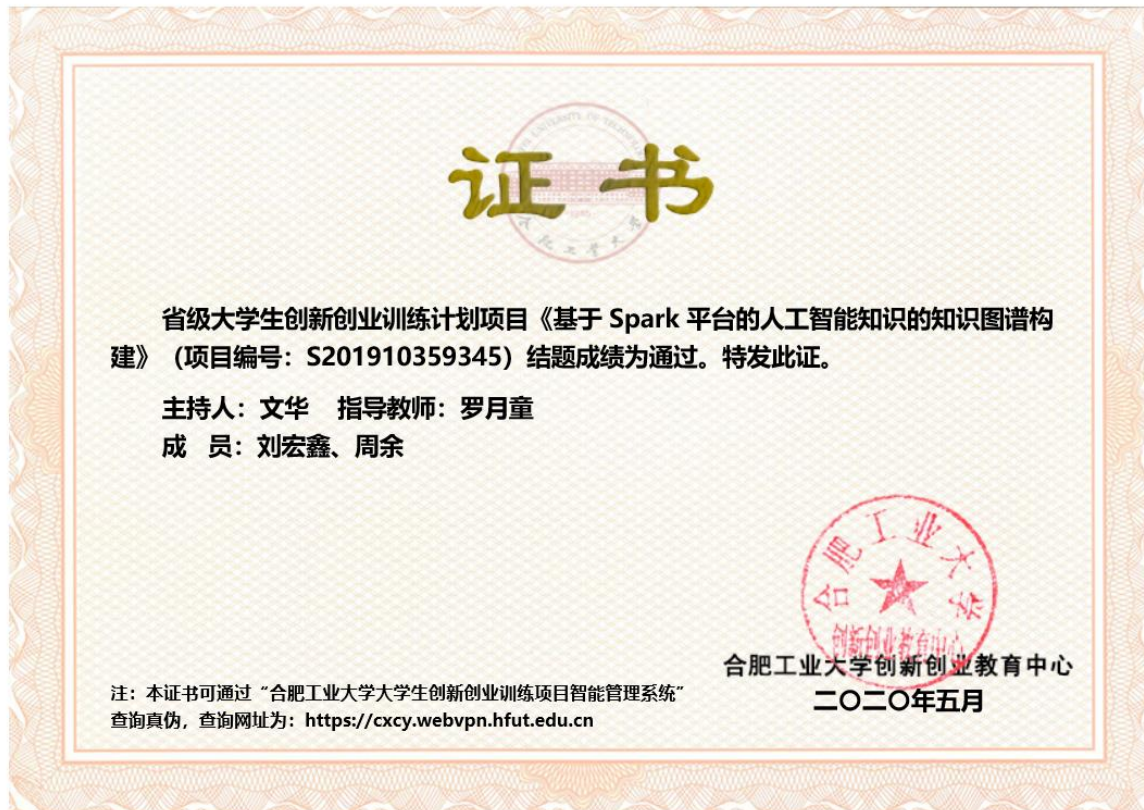 证书
省级大学生创新创业训练计划项目《基于 Spark 平台的人工智能知识的知识图谱构
建》（项目编号：S201910359345）结题成绩为通过。特发此证。
主持人：文华 指导教师：罗月童
成 员：刘宏鑫、周余
合肥工业大学
创新创业教育中心
合肥工业大学创新创业教育中心
二〇二〇年五月
注：本证书可通过“合肥工业大学大学生创新创业训练项目智能管理系统”
查询真伪，查询网址为：https://cxcy.webvpn.hfut.edu.cn